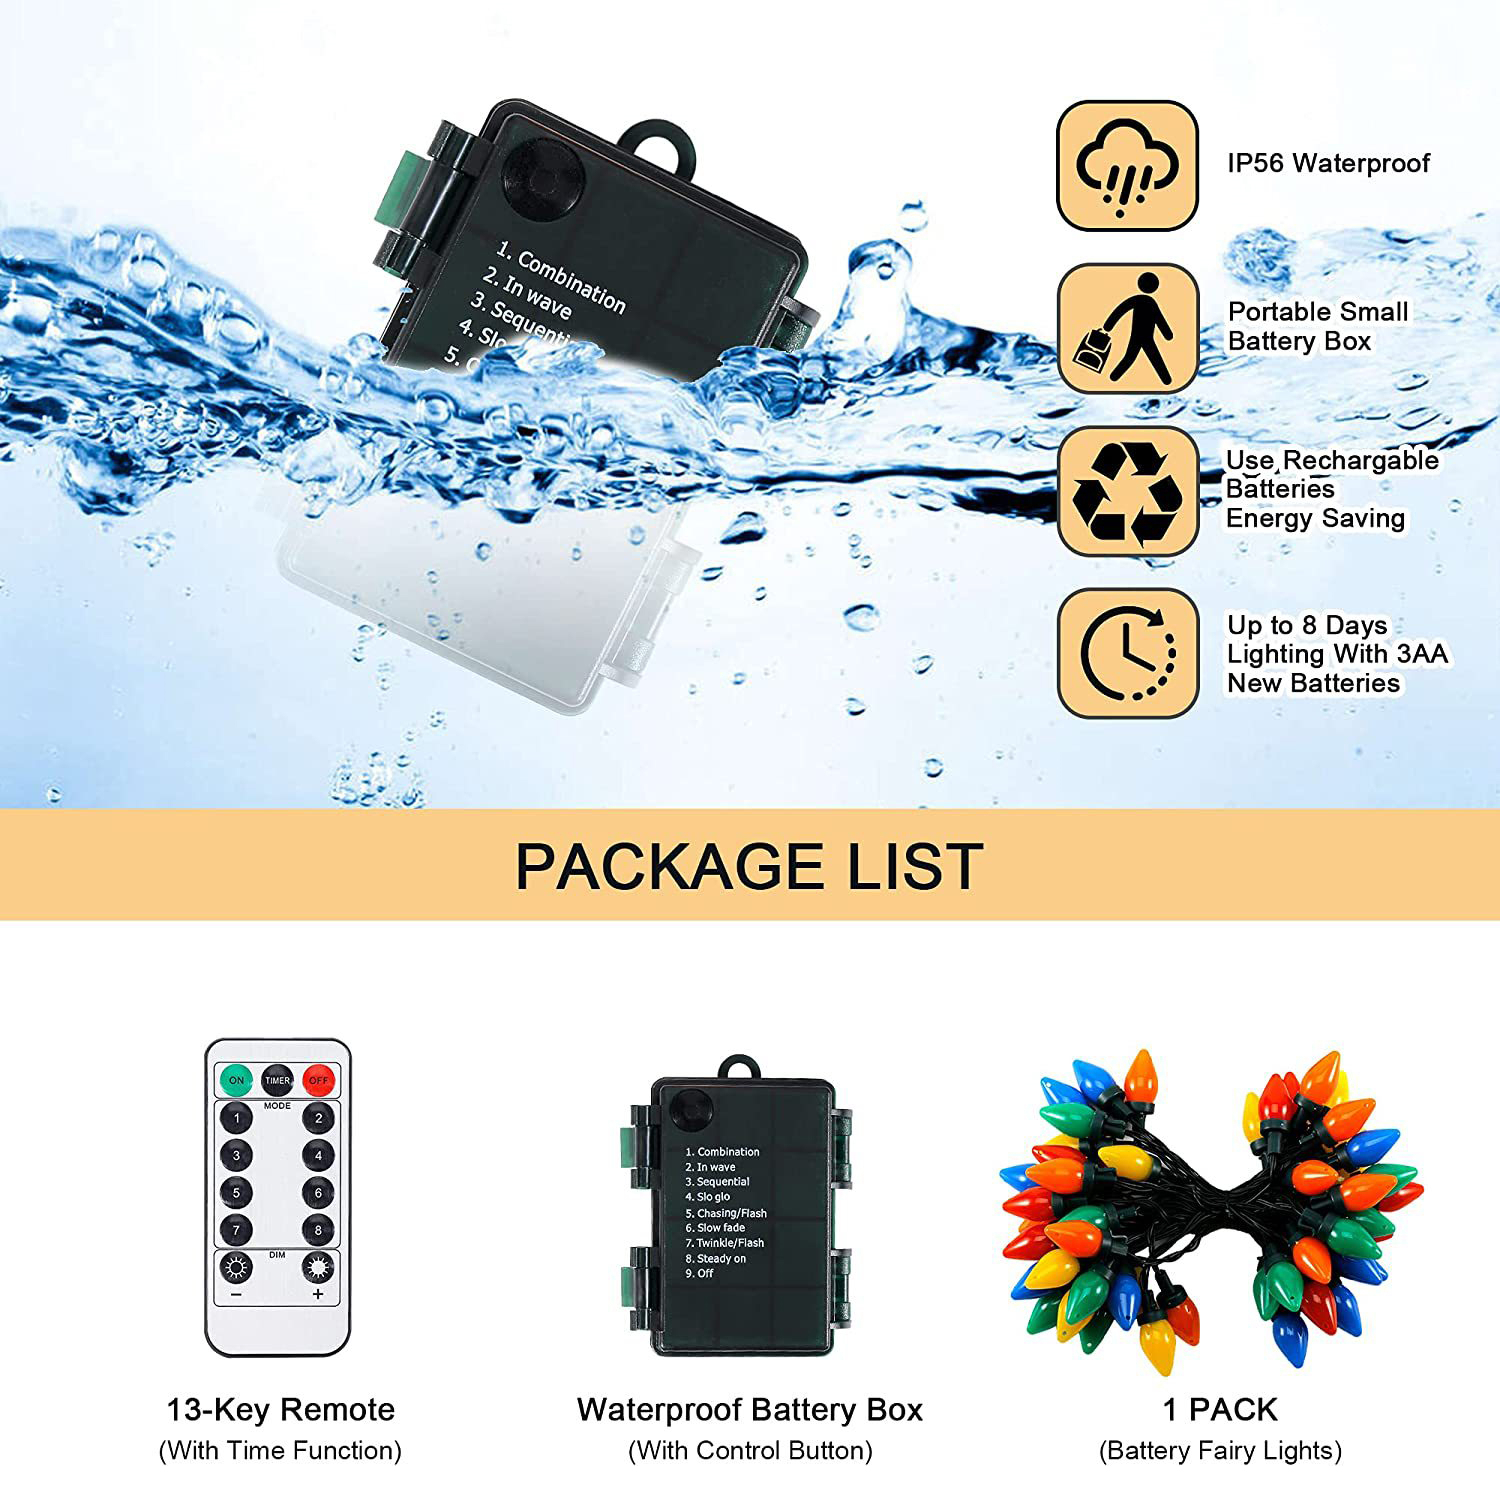 1. Combination
2. In wave
3. Sequenti
4. Slo
5.
IP56 Waterproof
Portable Small
Battery Box
Use Rechargable
Batteries
Energy Saving
Up to 8 Days
Lighting With 3AA
New Batteries
PACKAGE LIST
ON TIMER OFF
MODE
1 2
3 4
5 6
7 8
DIM
− +
1. Combination
2. In wave
3. Sequential
4. Slo glo
5. Chasing/Flash
6. Slow fade
7. Twinkle/Flash
8. Steady on
9. Off
13-Key Remote
(With Time Function)
Waterproof Battery Box
(With Control Button)
1 PACK
(Battery Fairy Lights)